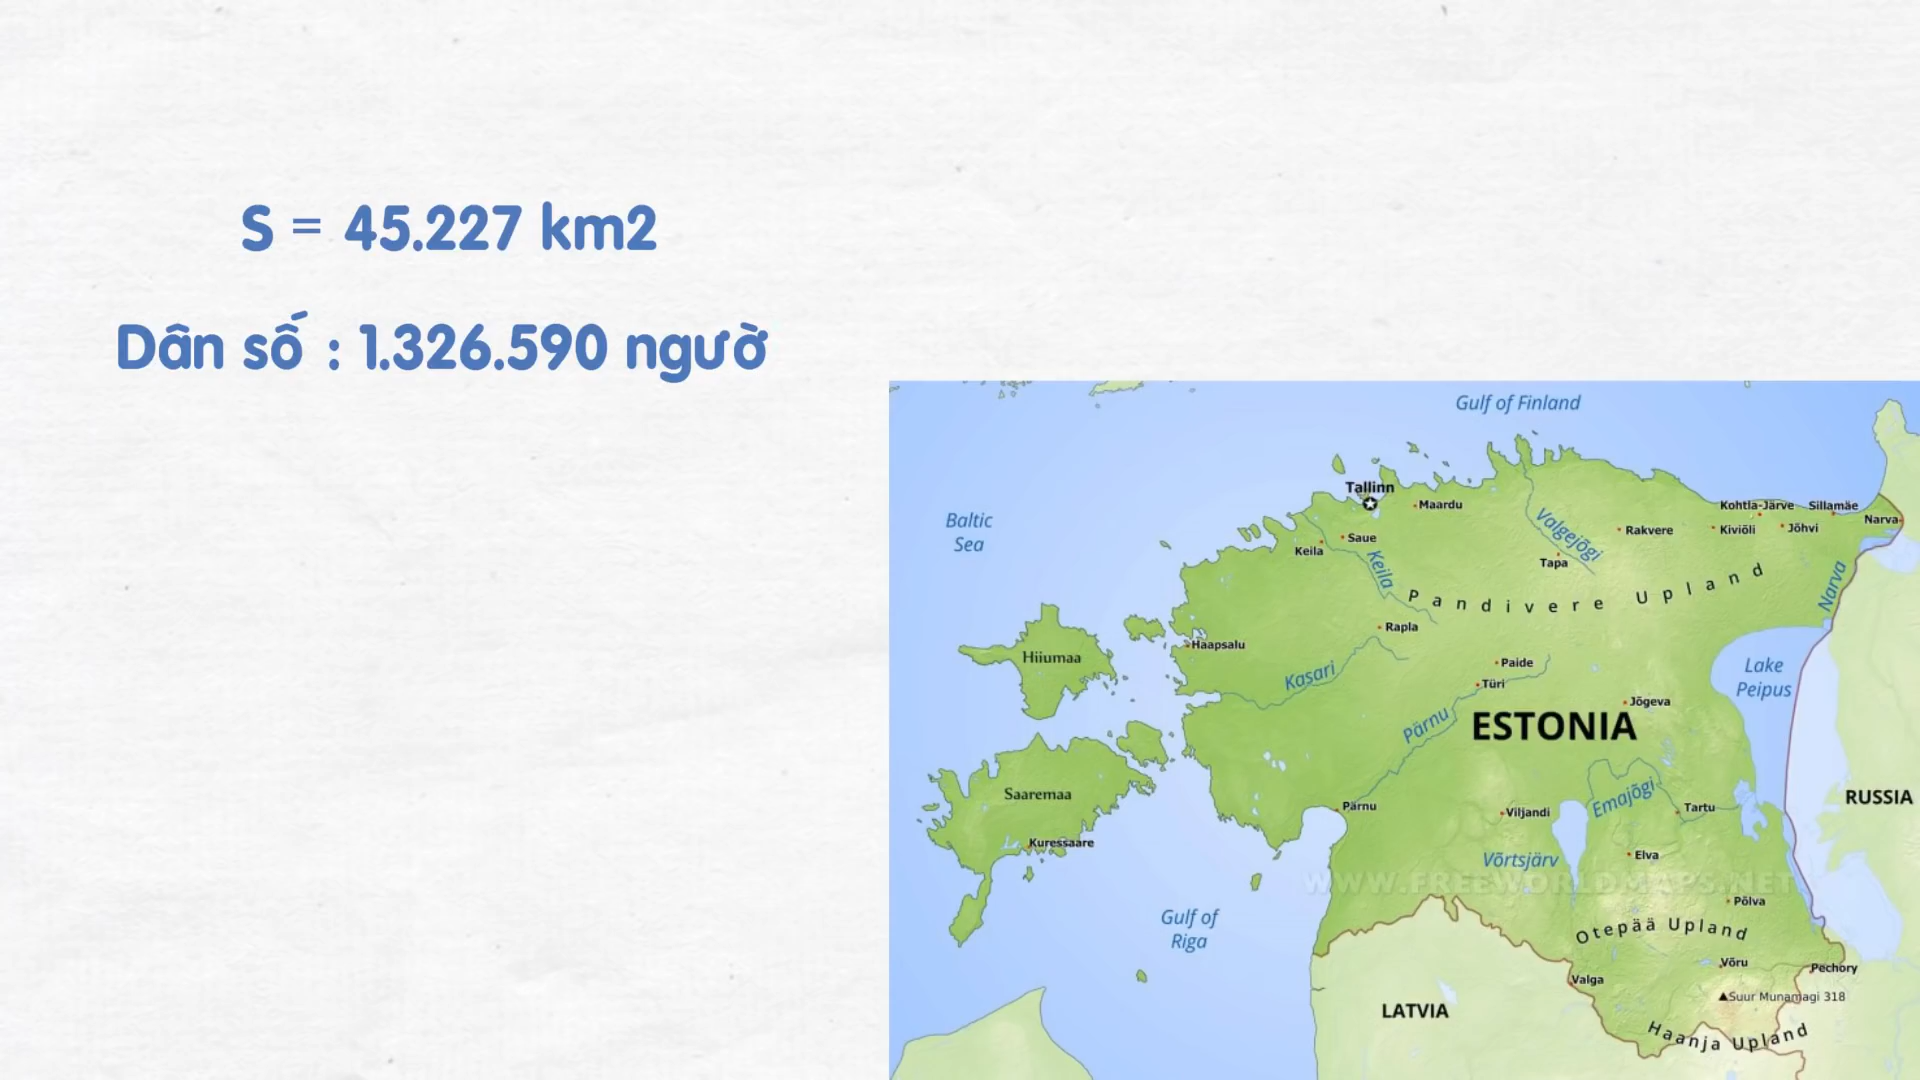 S = 45.227 km2
Dân số : 1.326.590 ngườ
Gulf of Finland
Tallinn
Maardu
Kohtla-Järve
Sillamäe
Narva
Baltic
Sea
Saue
Keila
Keila
Valgejõgi
Rakvere
Kiviõli
Jõhvi
Tapa
Narva
Pandivere Upland
Rapla
Haapsalu
Hiiumaa
Kasari
Paide
Türi
Lake
Peipus
Jõgeva
Pärnu
ESTONIA
Saaremaa
Pärnu
Viljandi
Emajõgi
Tartu
RUSSIA
Kuressaare
Võrtsjärv
Elva
WWW.FREEWORLDMAPS.NET
Põlva
Gulf of
Riga
Otepää Upland
Võru
Pechory
Valga
Suur Munamagi 318
LATVIA
Haanja Upland